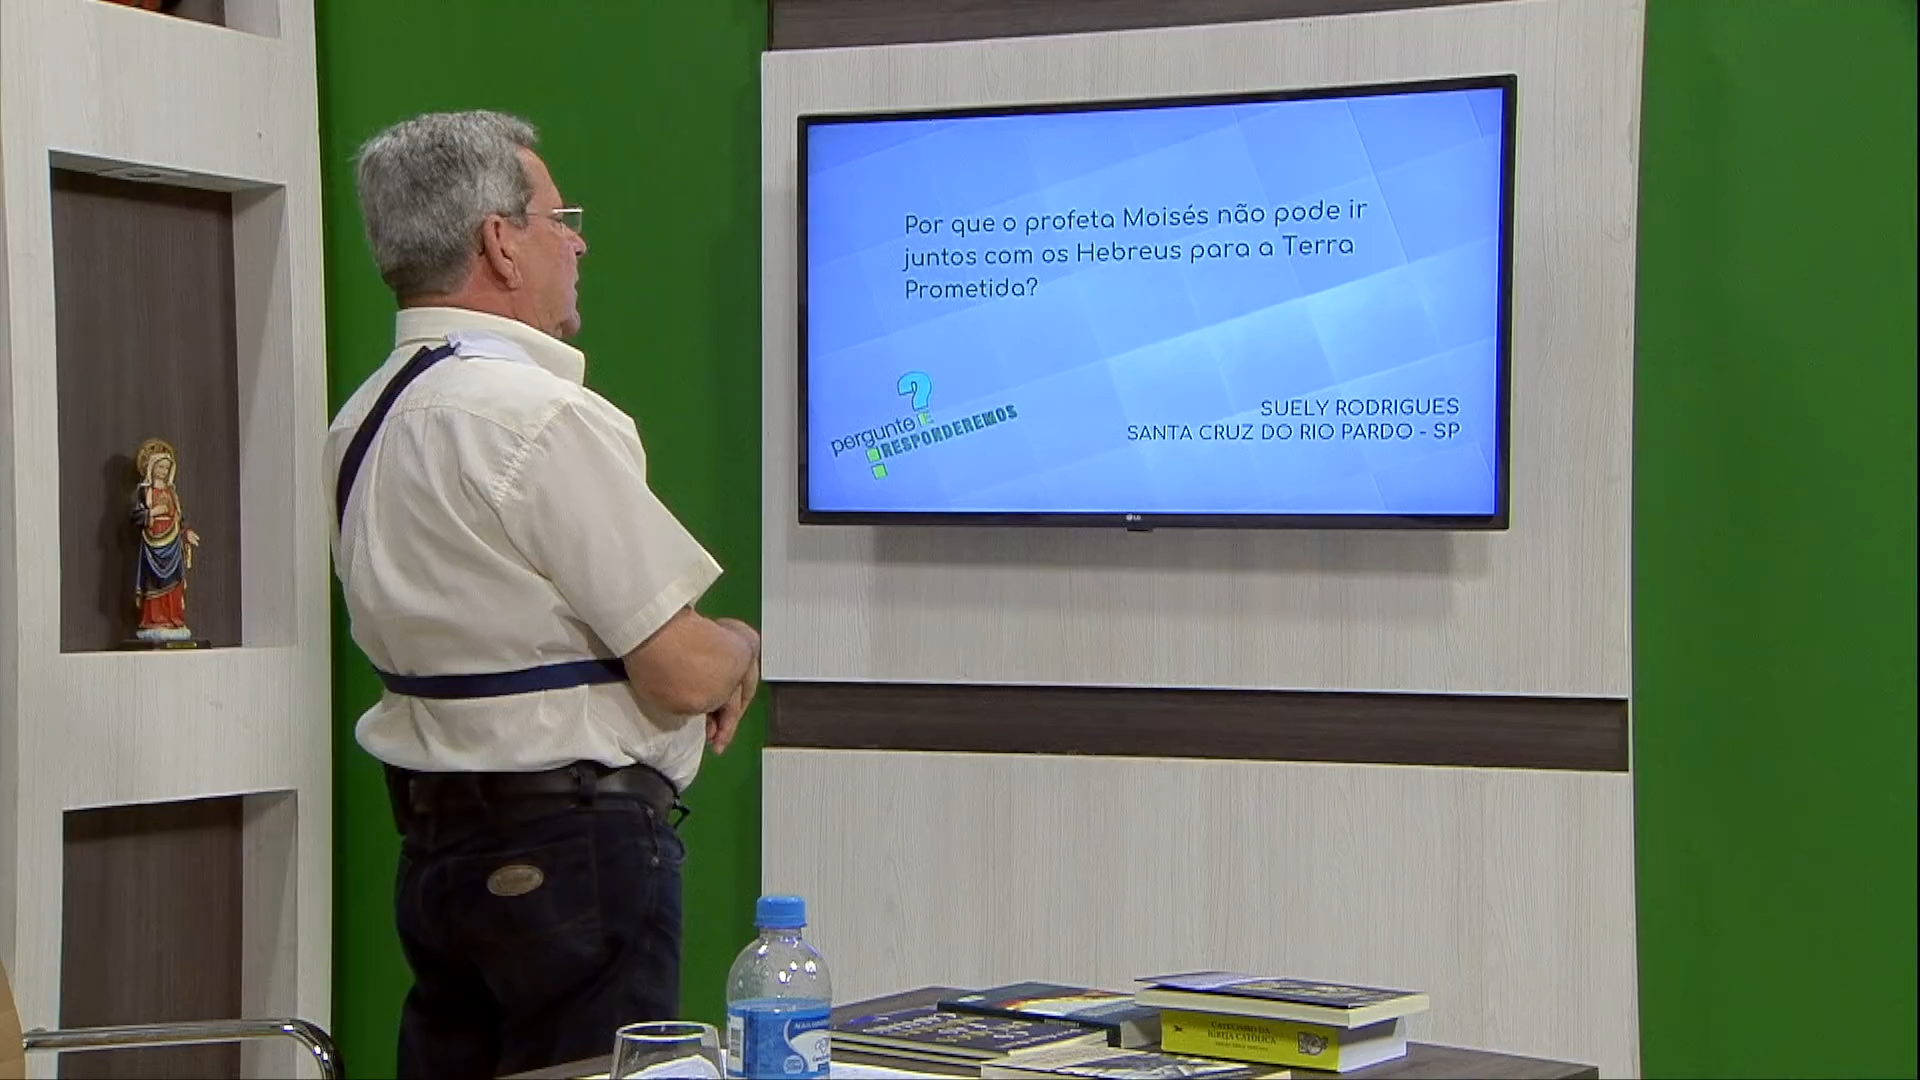 Por que o profeta Moisés não pode ir
juntos com os Hebreus para a Terra
Prometida?
pergunte E
RESPONDEREMOS
SUELY RODRIGUES
SANTA CRUZ DO RIO PARDO - SP
LG
CATECISMO DA
IGREJA CATÓLICA